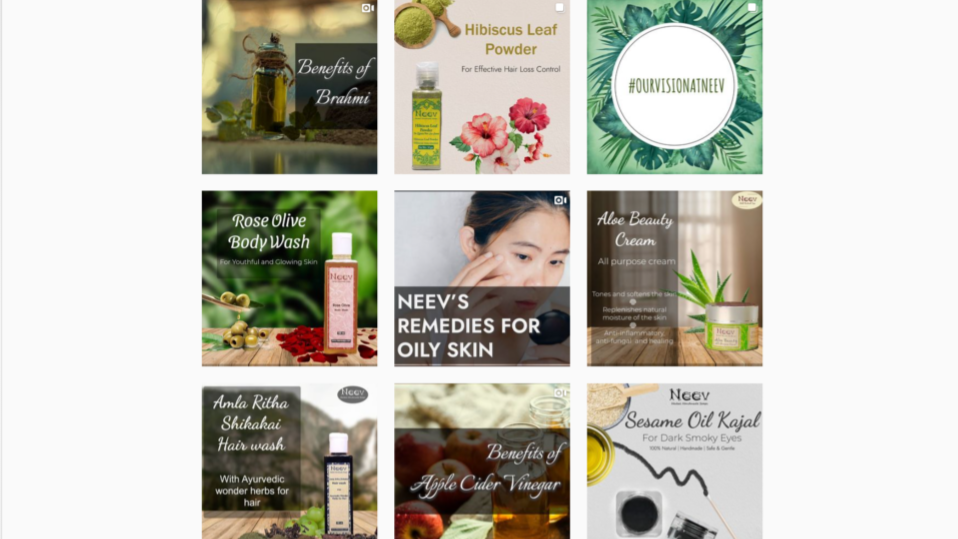 Benefits of
Brahmi
Hibiscus Leaf
Powder
For Effective Hair Loss Control
Neev
Hibiscus Leaf
Powder
#OURVISIONATNEEV
Rose Olive
Body Wash
For Youthful and Glowing Skin
Neev
NEEV'S
REMEDIES FOR
OILY SKIN
Neev
Aloe Beauty
Cream
All purpose cream
Tones and softens the skin
Replenishes natural
moisture of the skin
Anti-inflammatory,
anti-fungal, and healing
Neev
Neev
Amla Ritha
Shikakai
Hair wash
With Ayurvedic
wonder herbs for
hair
Neev
Benefits of
Apple Cider Vinegar
Neev
Sesame Oil Kajal
For Dark Smoky Eyes
100% Natural | Handmade | Safe & Gentle